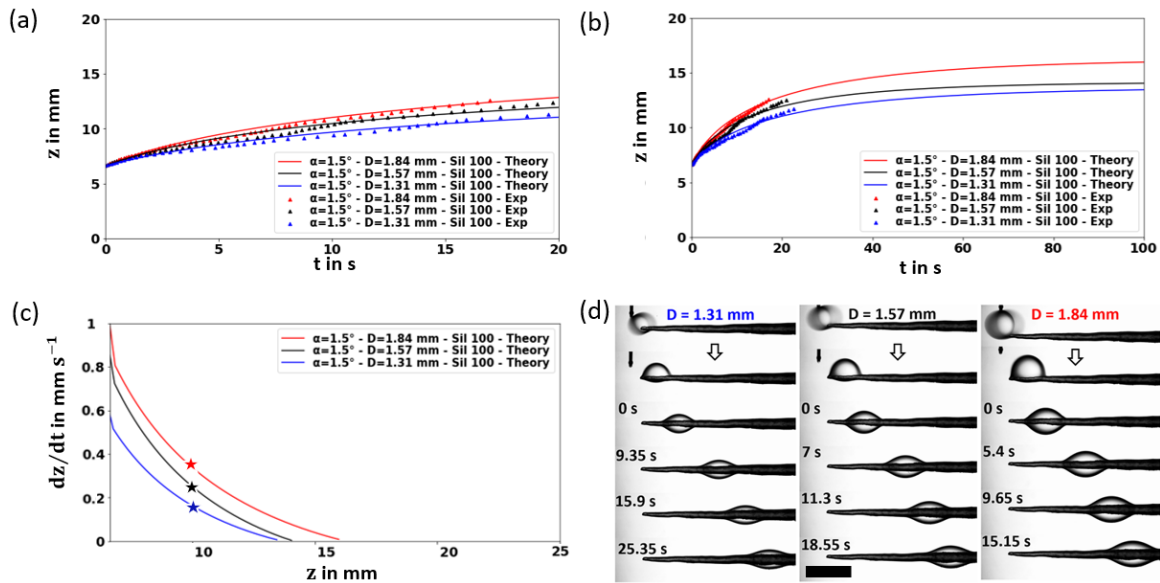 (a)
20
15
10
5
0
z in mm
α=1.5° - D=1.84 mm - Sil 100 - Theory
α=1.5° - D=1.57 mm - Sil 100 - Theory
α=1.5° - D=1.31 mm - Sil 100 - Theory
α=1.5° - D=1.84 mm - Sil 100 - Exp
α=1.5° - D=1.57 mm - Sil 100 - Exp
α=1.5° - D=1.31 mm - Sil 100 - Exp
0 5 10 15 20
t in s
(b)
20
15
10
5
0
z in mm
α=1.5° - D=1.84 mm - Sil 100 - Theory
α=1.5° - D=1.57 mm - Sil 100 - Theory
α=1.5° - D=1.31 mm - Sil 100 - Theory
α=1.5° - D=1.84 mm - Sil 100 - Exp
α=1.5° - D=1.57 mm - Sil 100 - Exp
α=1.5° - D=1.31 mm - Sil 100 - Exp
0 20 40 60 80 100
t in s
(c)
1
0.8
0.6
0.4
0.2
0
dz/dt in mm s⁻¹
α=1.5° - D=1.84 mm - Sil 100 - Theory
α=1.5° - D=1.57 mm - Sil 100 - Theory
α=1.5° - D=1.31 mm - Sil 100 - Theory
10 15 20 25
z in mm
(d)
D = 1.31 mm
0 s
9.35 s
15.9 s
25.35 s
D = 1.57 mm
0 s
7 s
11.3 s
18.55 s
D = 1.84 mm
0 s
5.4 s
9.65 s
15.15 s